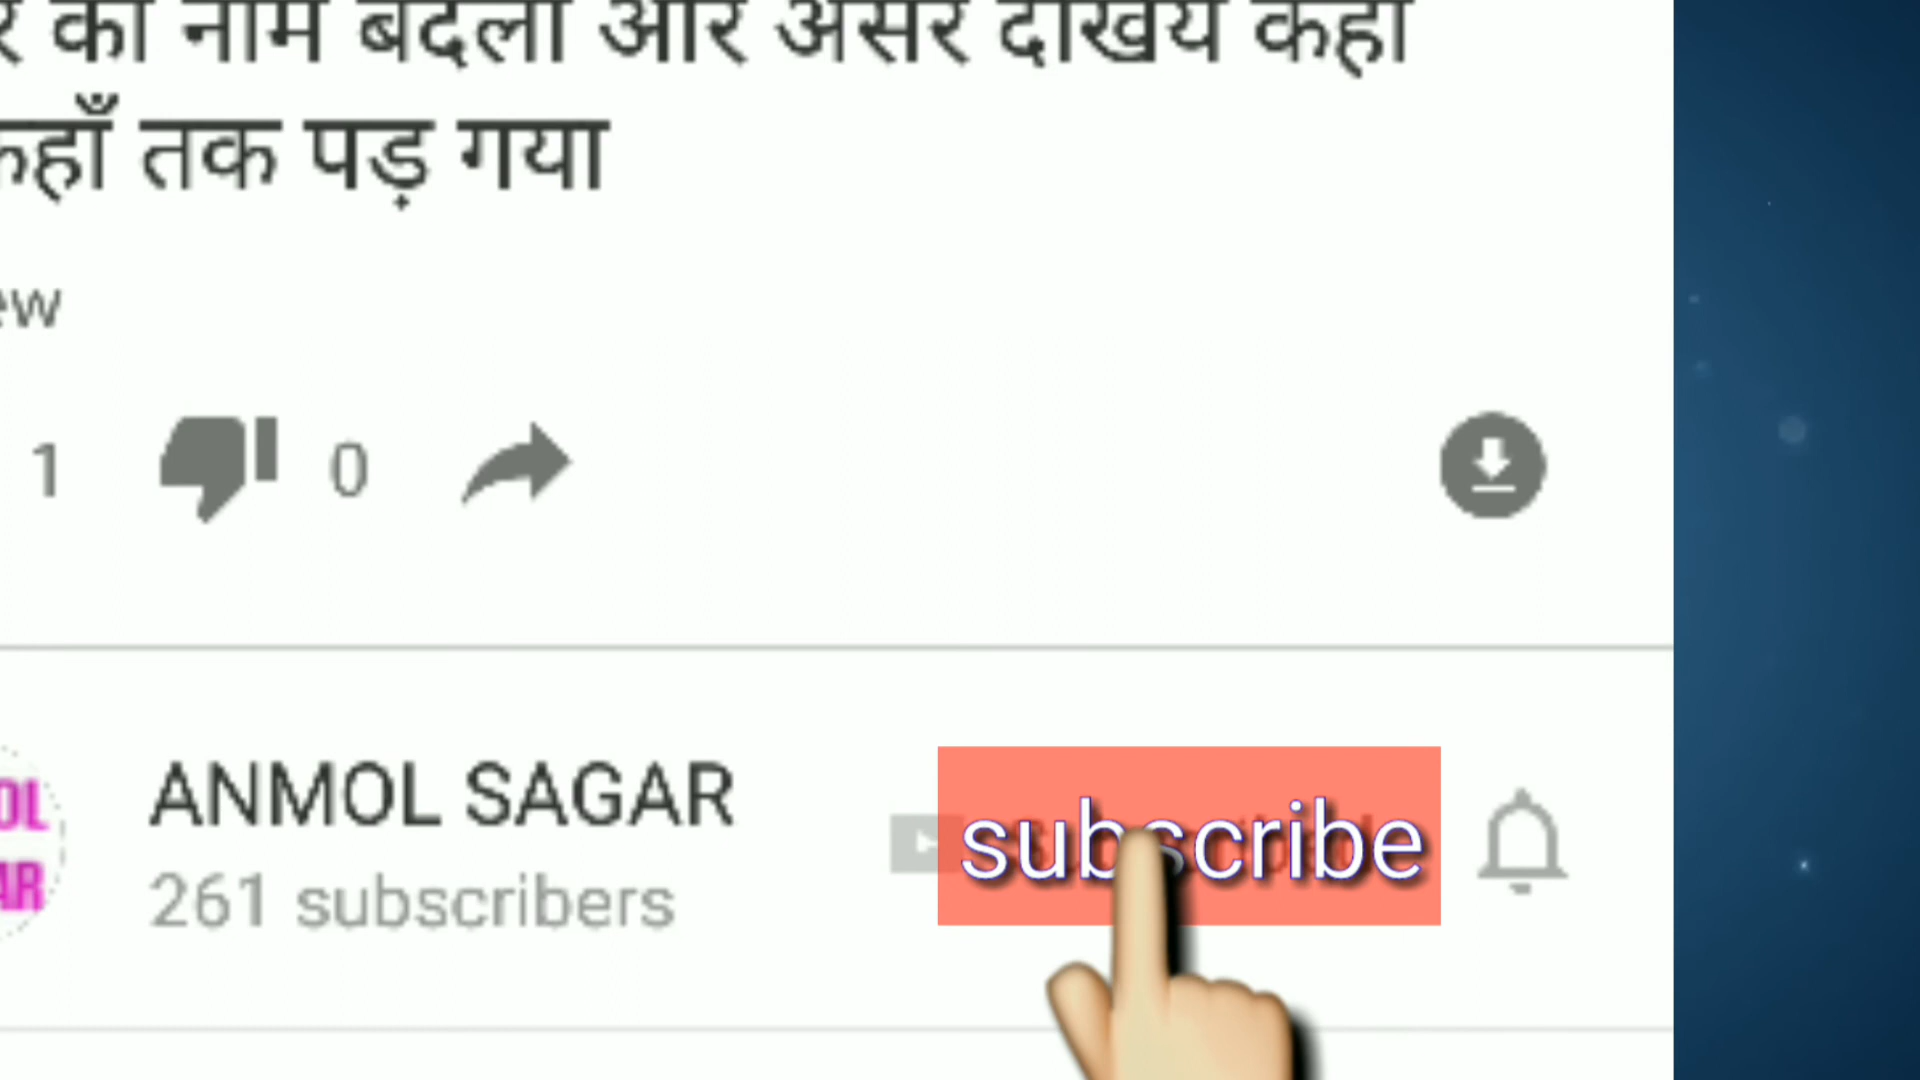 का नाम बदला और असर देखिये कहाँ
कहाँ तक पड़ गया
ew
1 0
ANMOL SAGAR
subscribe
261 subscribers
OL
AR